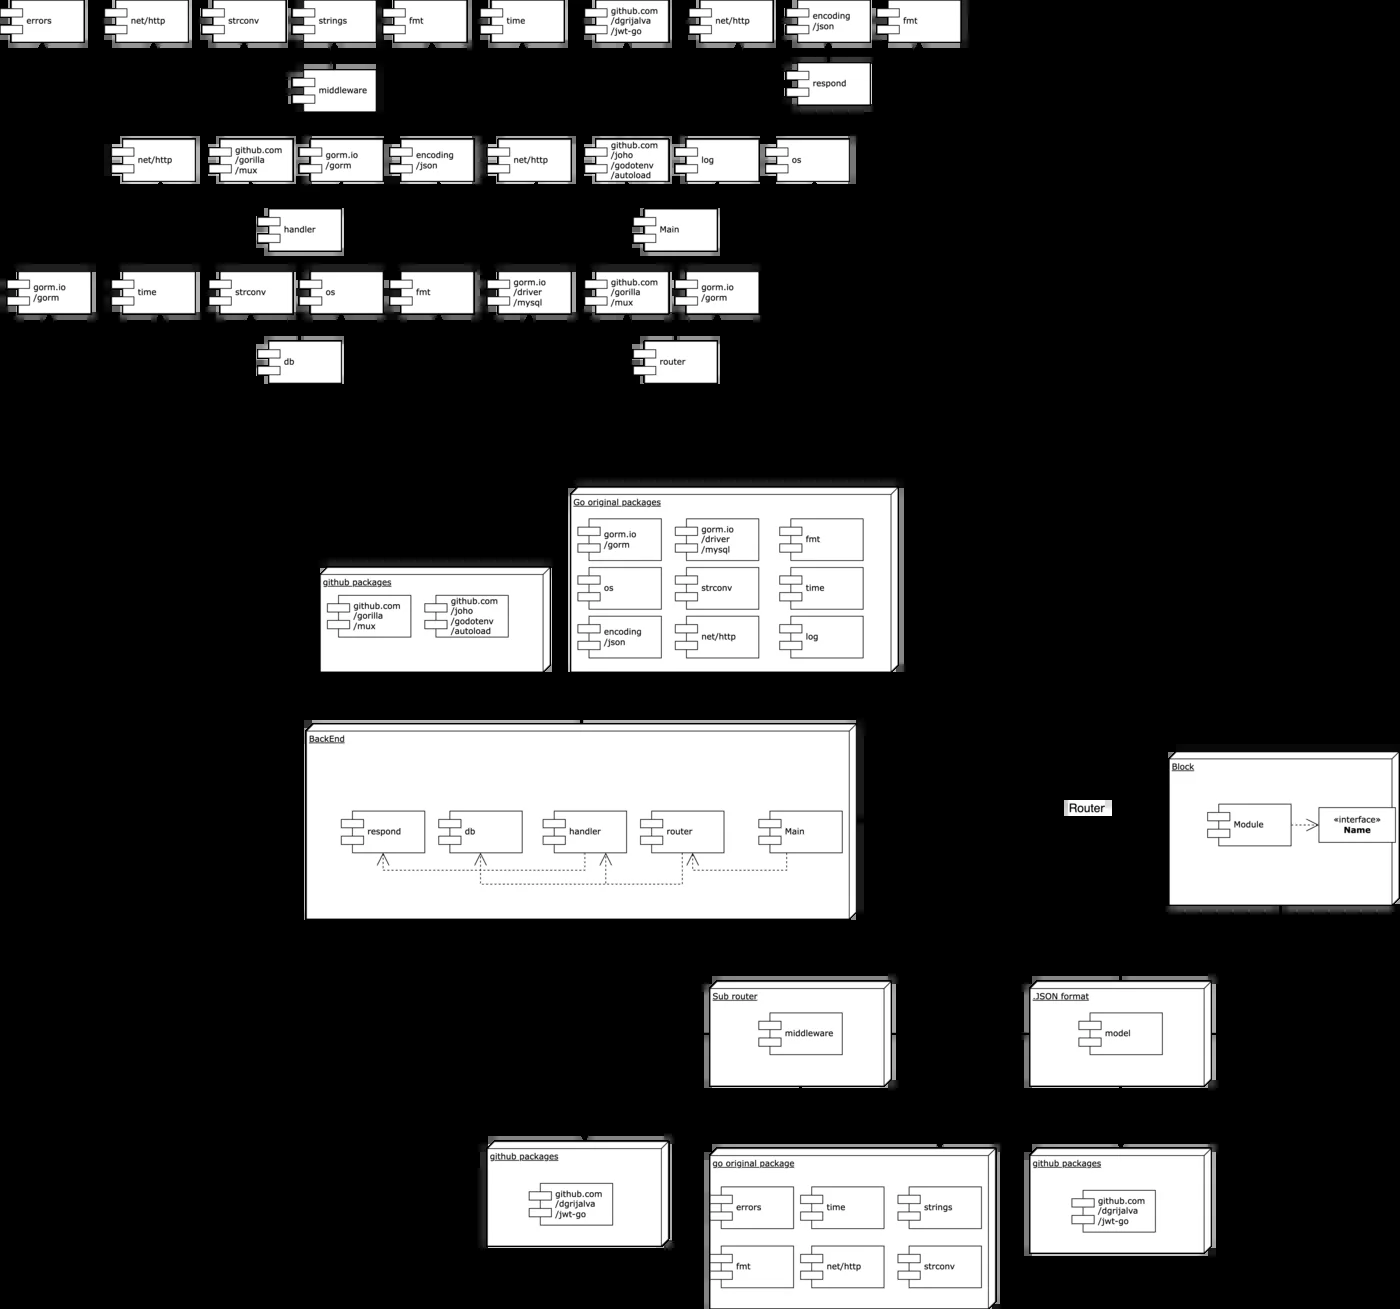 errors
net/http
strconv
strings
fmt
time
github.com
/dgrijalva
/jwt-go
net/http
encoding
/json
fmt
middleware
respond
net/http
github.com
/gorilla
/mux
gorm.io
/gorm
encoding
/json
net/http
github.com
/joho
/godotenv
/autoload
log
os
handler
Main
gorm.io
/gorm
time
strconv
os
fmt
gorm.io
/driver
/mysql
github.com
/gorilla
/mux
gorm.io
/gorm
db
router
Go original packages
gorm.io
/gorm
gorm.io
/driver
/mysql
fmt
os
strconv
time
encoding
/json
net/http
log
github packages
github.com
/gorilla
/mux
github.com
/joho
/godotenv
/autoload
BackEnd
respond
db
handler
router
Main
Router
Block
Module
«interface»
Name
Sub router
middleware
.JSON format
model
github packages
github.com
/dgrijalva
/jwt-go
go original package
errors
time
strings
fmt
net/http
strconv
github packages
github.com
/dgrijalva
/jwt-go